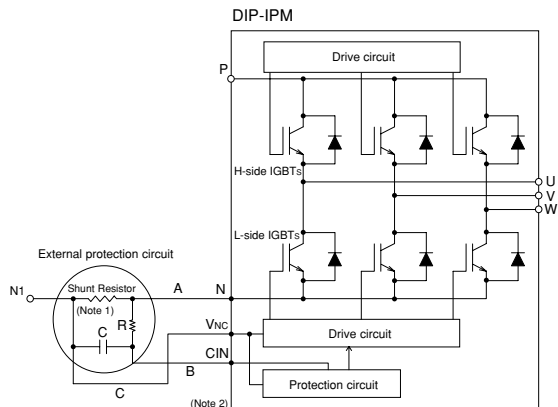 DIP-IPM
Drive circuit
P
H-side IGBTs
U
V
W
L-side IGBTs
External protection circuit
Shunt Resistor
N1
A
N
(Note 1)
R
VNC
Drive circuit
C
CIN
B
C
Protection circuit
(Note 2)